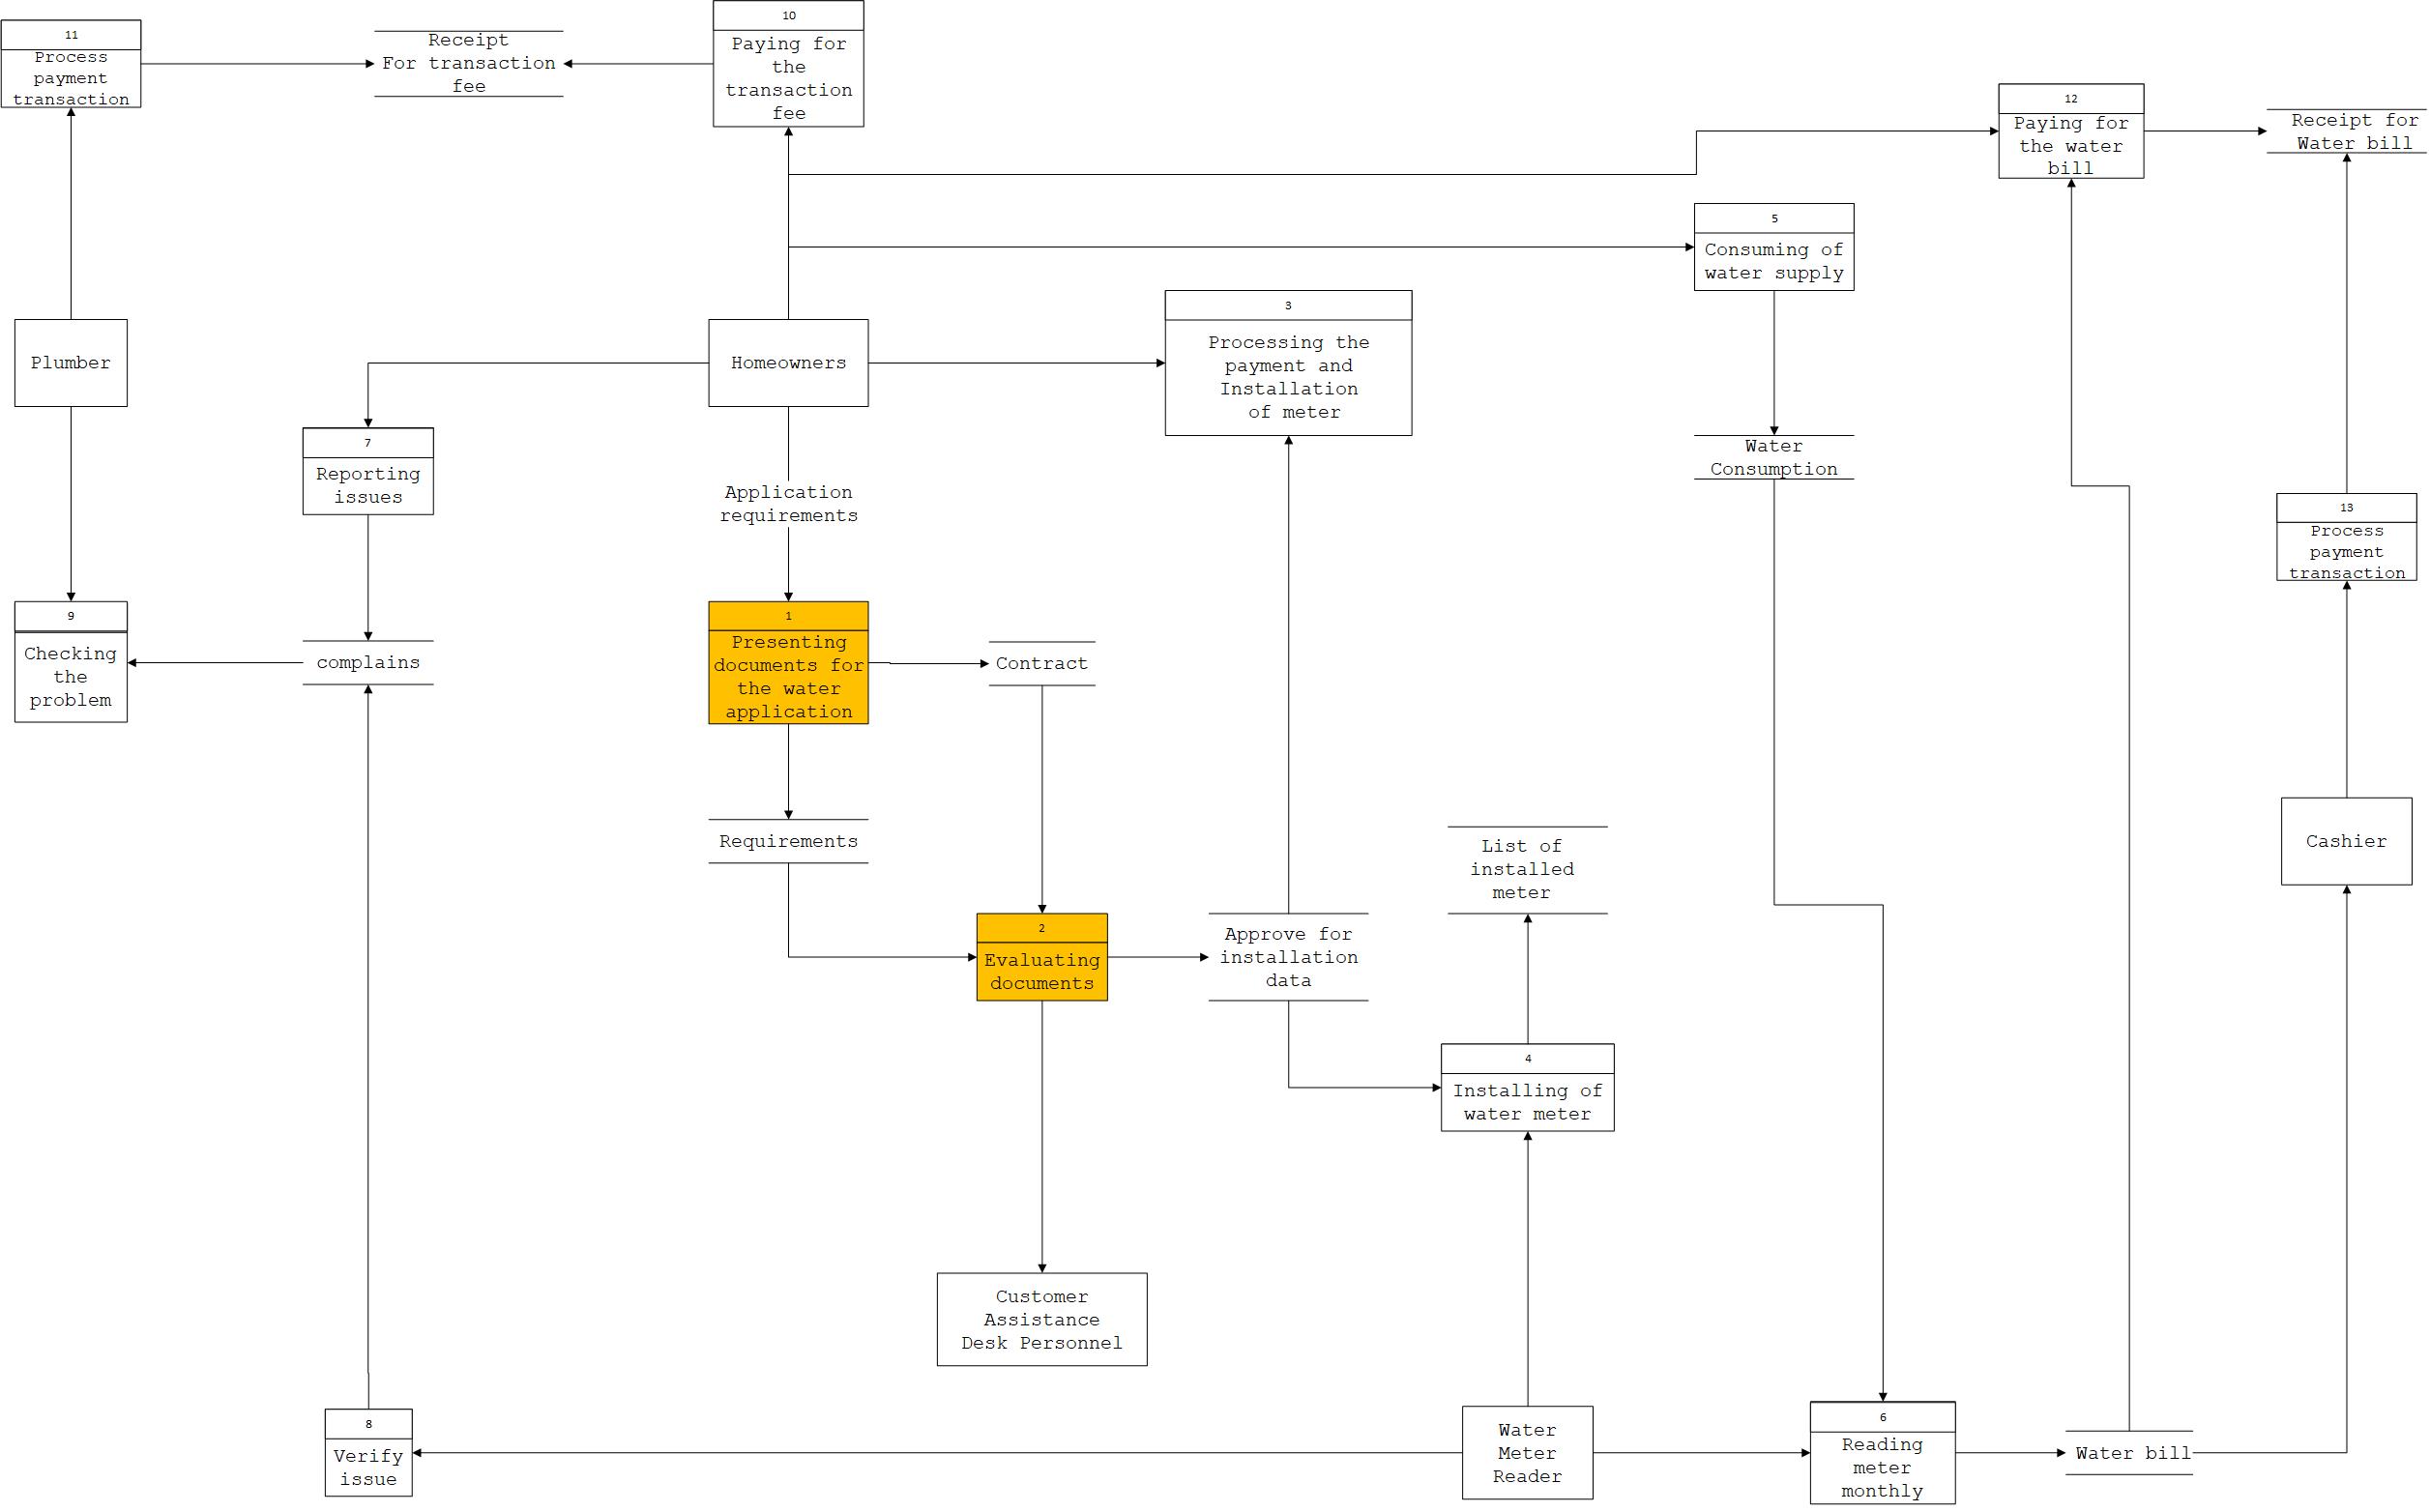 10
Paying for
the
transaction
fee
11
Process
payment
transaction
Receipt
For transaction
fee
12
Paying for
the water
bill
Receipt for
Water bill
5
Consuming of
water supply
3
Processing the
payment and
Installation
of meter
Plumber
Homeowners
7
Reporting
issues
Water
Consumption
Application
requirements
13
Process
payment
transaction
9
Checking
the
problem
complains
1
Presenting
documents for
the water
application
Contract
Requirements
List of
installed
meter
Cashier
2
Evaluating
documents
Approve for
installation
data
4
Installing of
water meter
Customer
Assistance
Desk Personnel
8
Verify
issue
Water
Meter
Reader
6
Reading
meter
monthly
Water bill